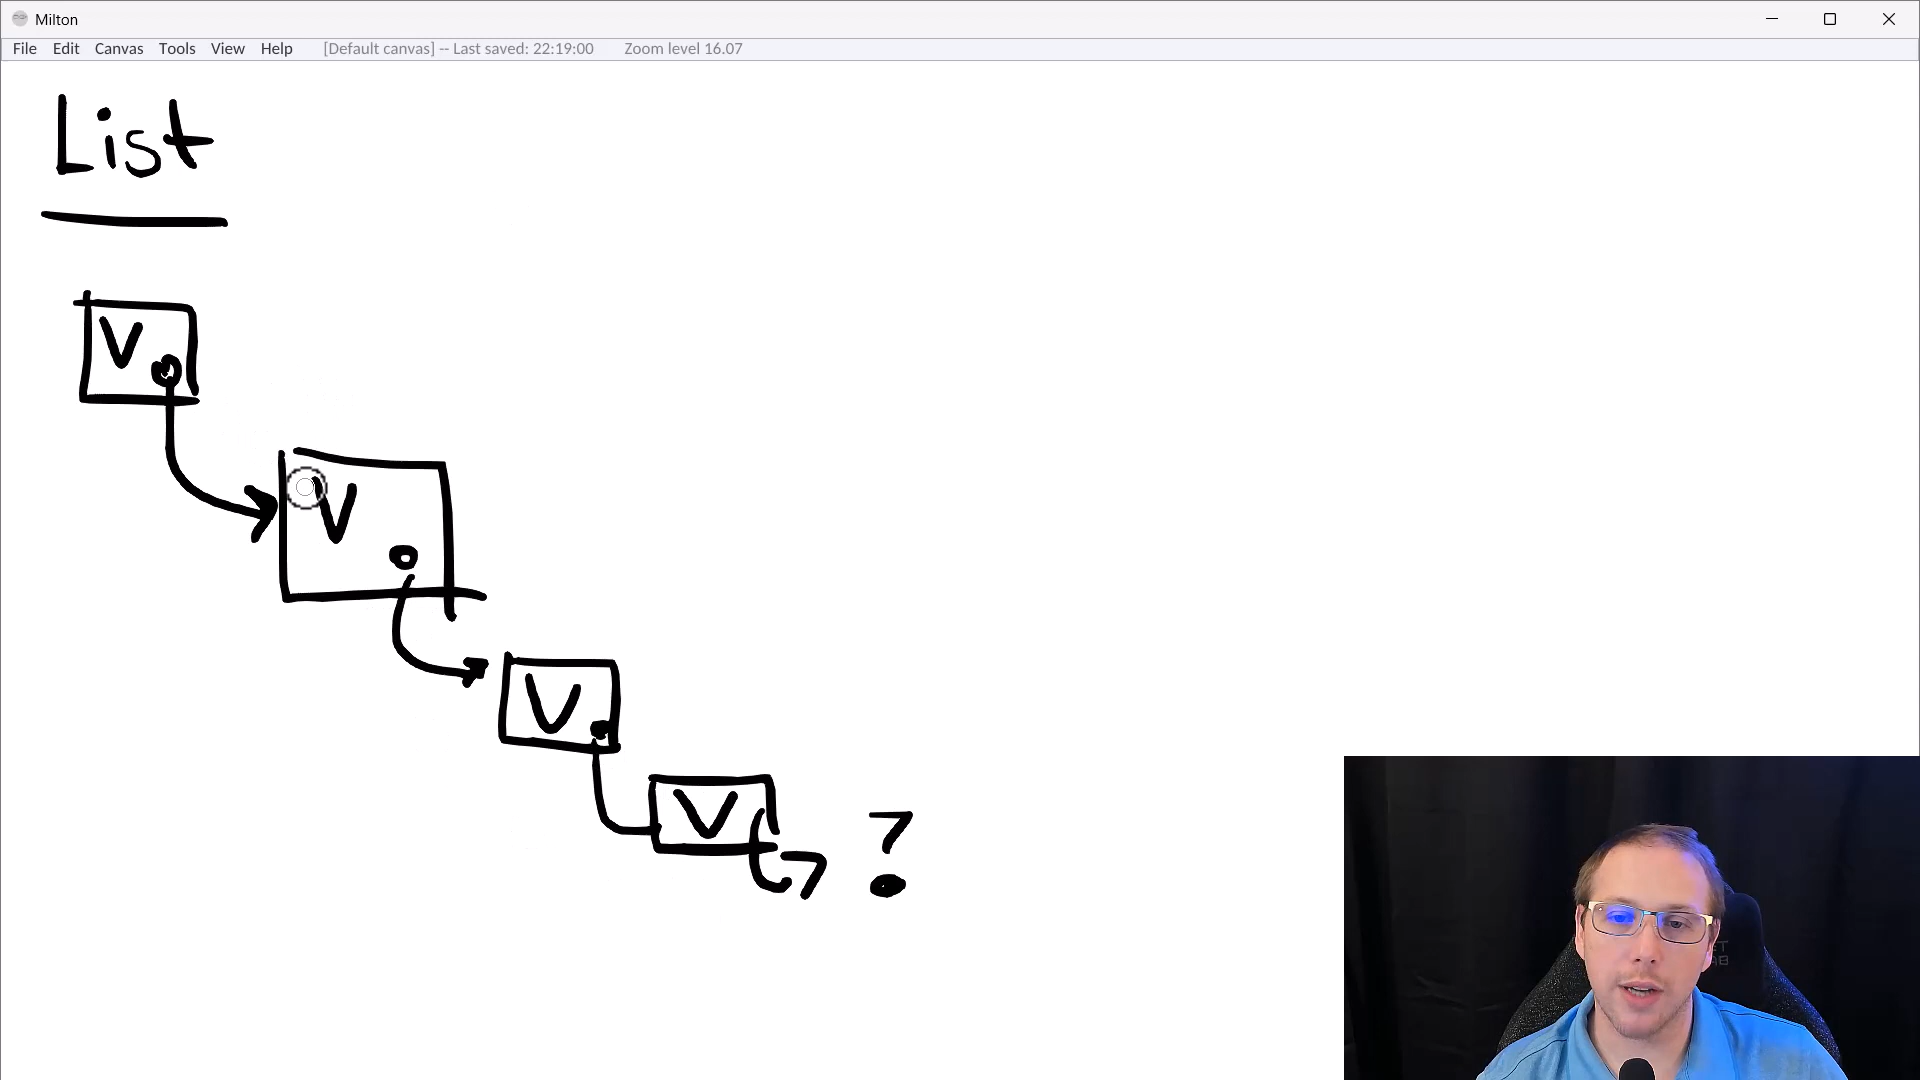 Milton
File Edit Canvas Tools View Help [Default canvas] -- Last saved: 22:19:00 Zoom level 16.07
List
V
V
V
V
?